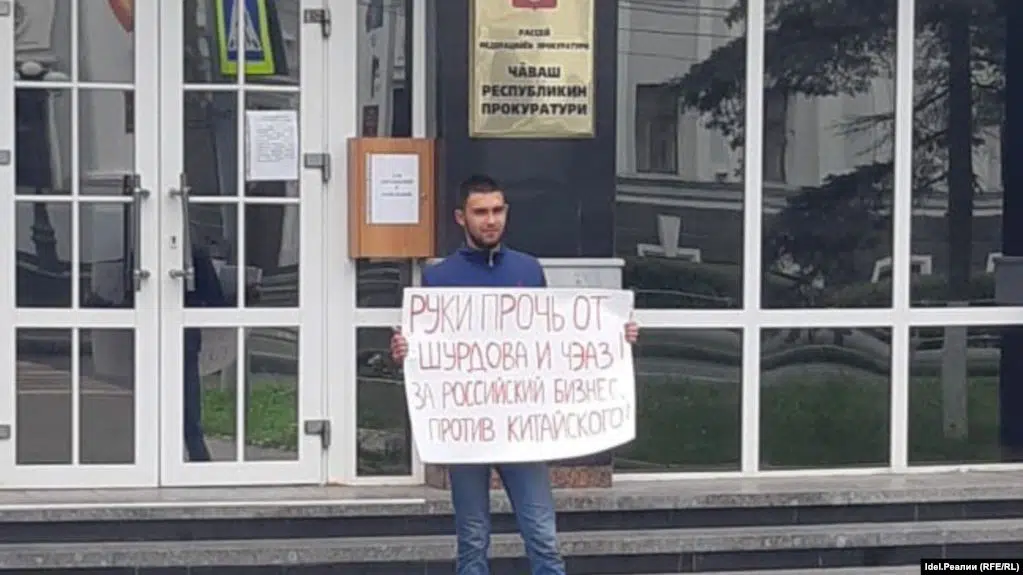 РАССЕЙ
ФЕДЕРАЦИЙӖН ПРОКУРАТУРИ
ЧӐВАШ
РЕСПУБЛИКИН
ПРОКУРАТУРИ
РУКИ ПРОЧЬ ОТ
ШУРДОВА И ЧЭАЗ!
ЗА РОССИЙСКИЙ БИЗНЕС,
ПРОТИВ КИТАЙСКОГО!
Idel.Реалии (RFE/RL)